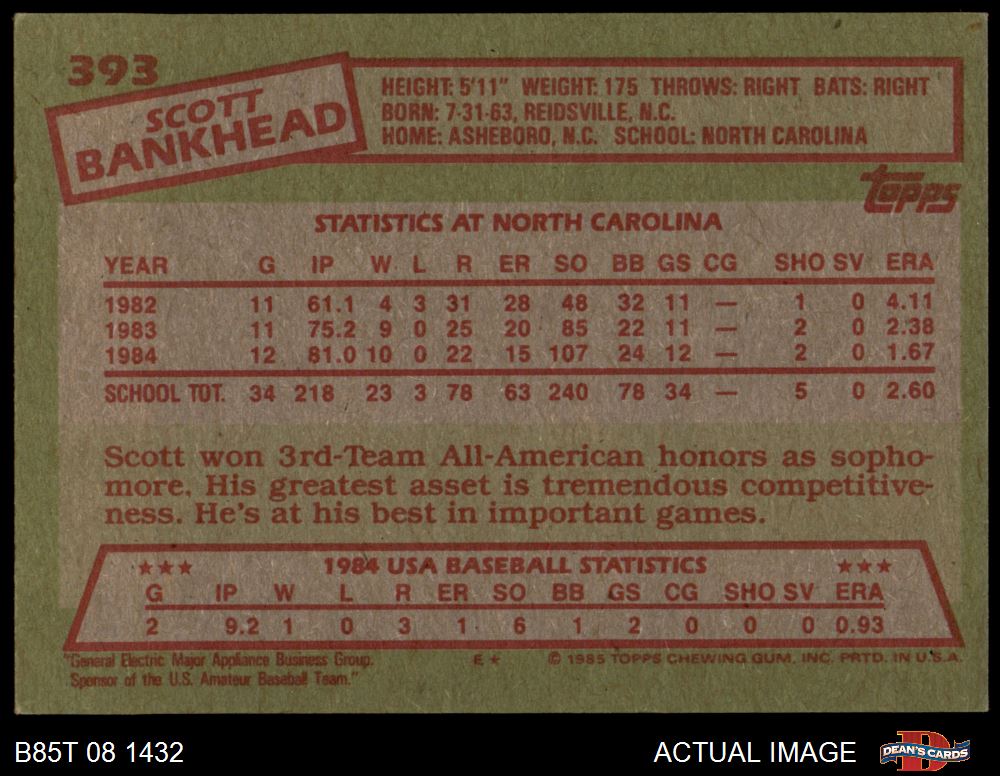 393
SCOTT
BANKHEAD
HEIGHT: 5'11" WEIGHT: 175 THROWS: RIGHT BATS: RIGHT
BORN: 7-31-63, REIDSVILLE, N.C.
HOME: ASHEBORO, N.C. SCHOOL: NORTH CAROLINA
topps
STATISTICS AT NORTH CAROLINA
YEAR G IP W L R ER SO BB GS CG SHO SV ERA
1982 11 61.1 4 3 31 28 48 32 11 — 1 0 4.11
1983 11 75.2 9 0 25 20 85 22 11 — 2 0 2.38
1984 12 81.0 10 0 22 15 107 24 12 — 2 0 1.67
SCHOOL TOT. 34 218 23 3 78 63 240 78 34 — 5 0 2.60
Scott won 3rd-Team All-American honors as sopho-
more. His greatest asset is tremendous competitive-
ness. He's at his best in important games.
★★★ 1984 USA BASEBALL STATISTICS ★★★
G IP W L R ER SO BB GS CG SHO SV ERA
2 9.2 1 0 3 1 6 1 2 0 0 0 0.93
"General Electric Major Appliance Business Group.
Sponsor of the U.S. Amateur Baseball Team."
E★ © 1985 TOPPS CHEWING GUM, INC. PRTD. IN U.S.A.
B85T 08 1432
ACTUAL IMAGE
D
DEAN'S CARDS